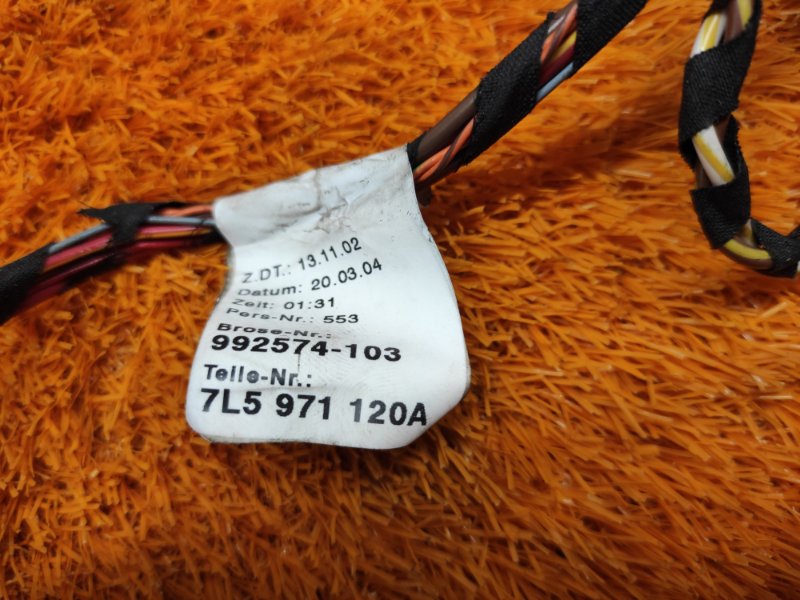 Z.DT.: 13.11.02
Datum: 20.03.04
Zeit: 01:31
Pers-Nr.: 553
Brose-Nr.:
992574-103
Teile-Nr.:
7L5 971 120A